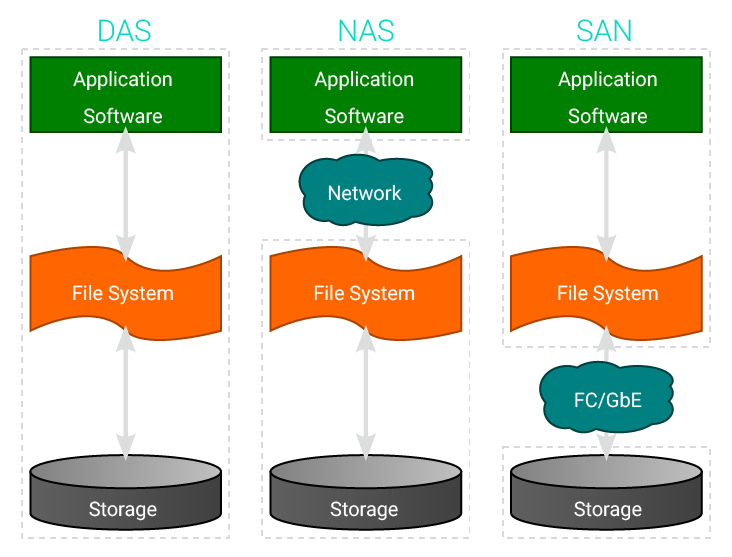 DAS
Application
Software
File System
Storage
NAS
Application
Software
Network
File System
Storage
SAN
Application
Software
File System
FC/GbE
Storage